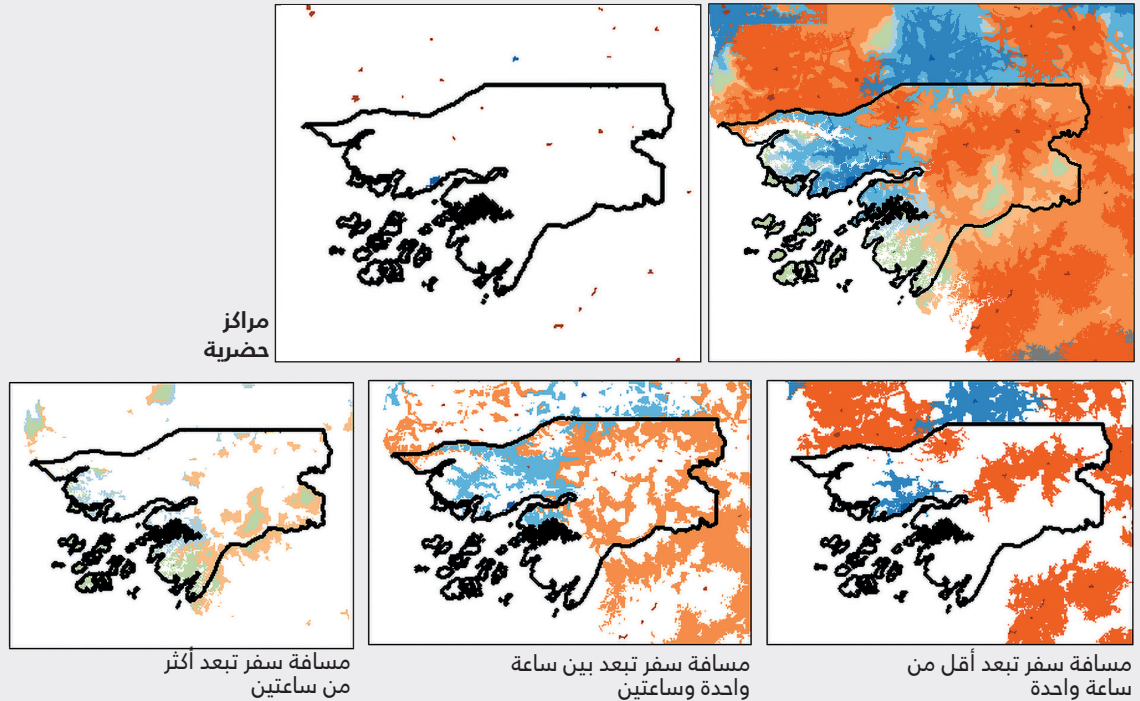 مراكز
حضرية
مسافة سفر تبعد أقل من
ساعة واحدة
مسافة سفر تبعد بين ساعة
واحدة وساعتين
مسافة سفر تبعد أكثر
من ساعتين